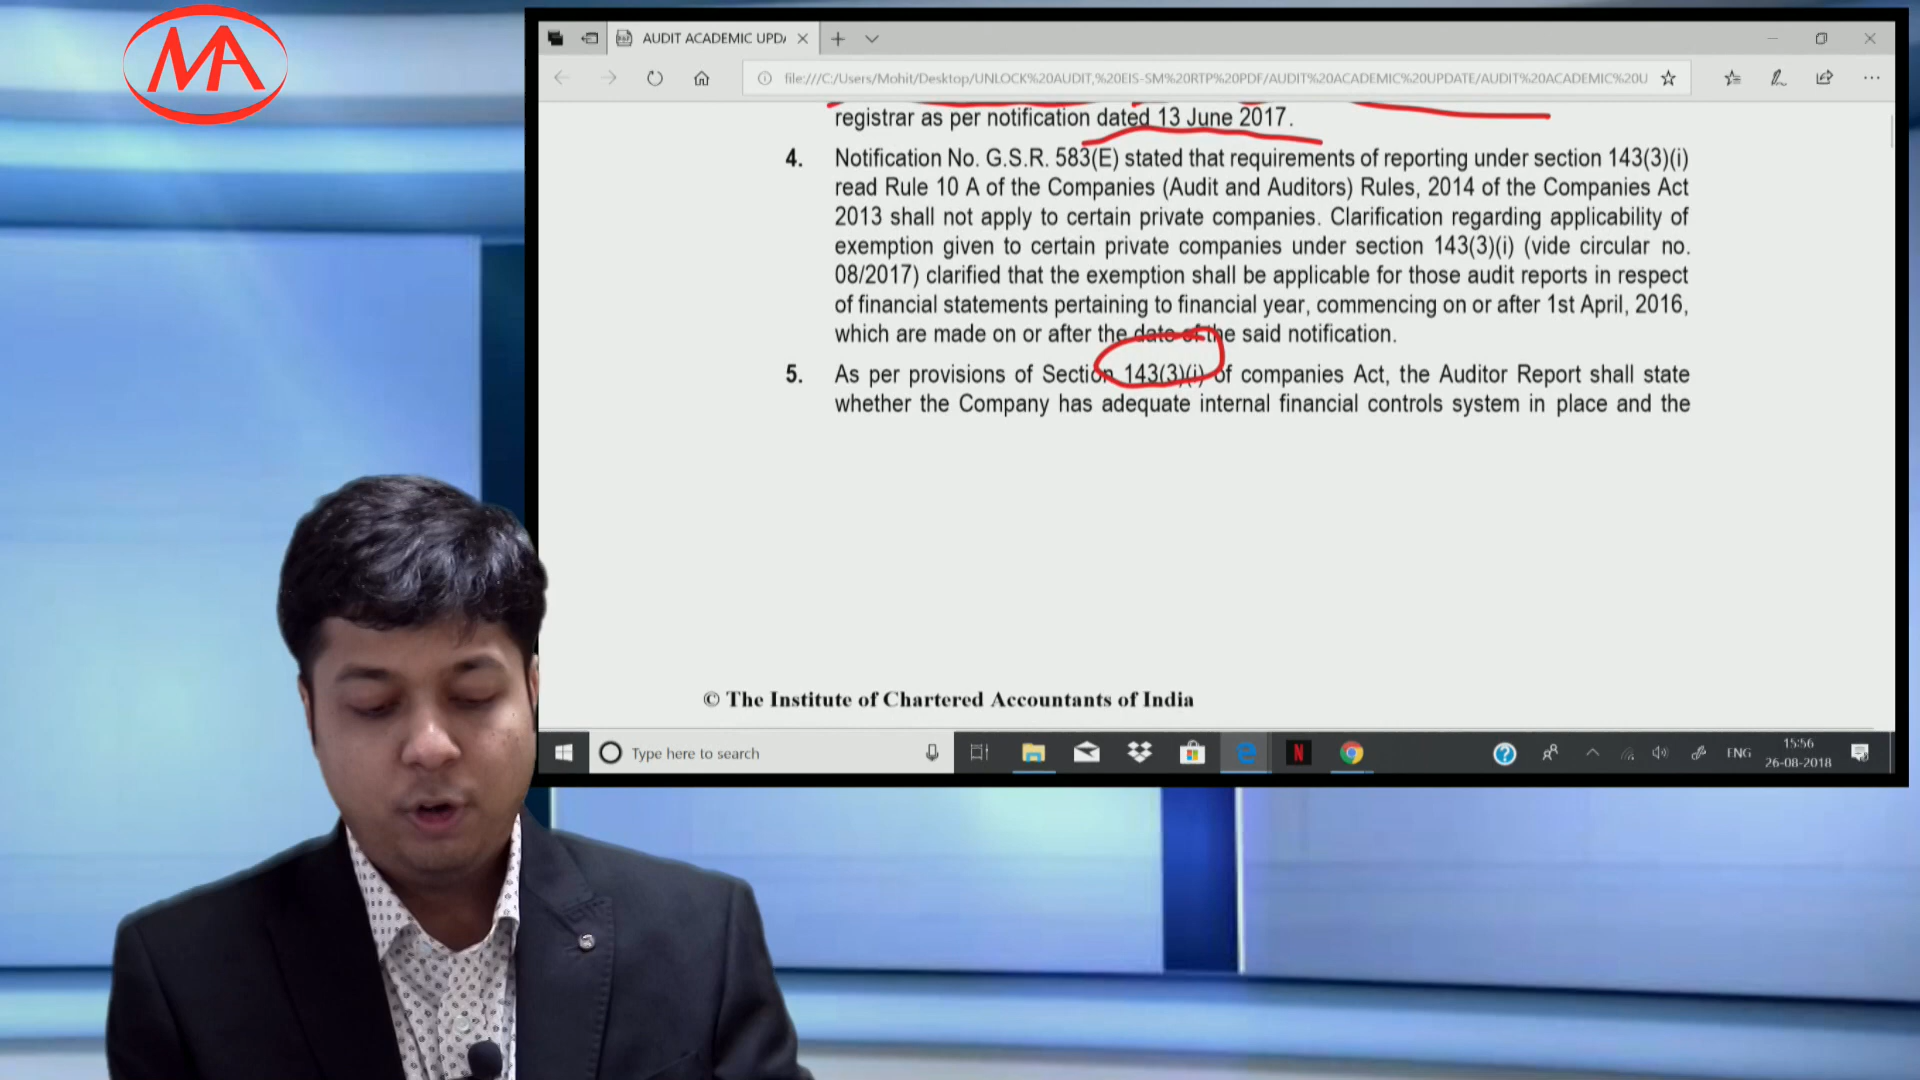 MA
AUDIT ACADEMIC UPD
file:///C:/Users/Mohit/Desktop/UNLOCK%20AUDIT,%20EIS-SM%20RTP%20PDF/AUDIT%20ACADEMIC%20UPDATE/AUDIT%20ACADEMIC%20U
registrar as per notification dated 13 June 2017.
4. Notification No. G.S.R. 583(E) stated that requirements of reporting under section 143(3)(i)
read Rule 10 A of the Companies (Audit and Auditors) Rules, 2014 of the Companies Act
2013 shall not apply to certain private companies. Clarification regarding applicability of
exemption given to certain private companies under section 143(3)(i) (vide circular no.
08/2017) clarified that the exemption shall be applicable for those audit reports in respect
of financial statements pertaining to financial year, commencing on or after 1st April, 2016,
which are made on or after the date of the said notification.
5. As per provisions of Section 143(3)(i) of companies Act, the Auditor Report shall state
whether the Company has adequate internal financial controls system in place and the
© The Institute of Chartered Accountants of India
Type here to search
N
ENG
15:56
26-08-2018